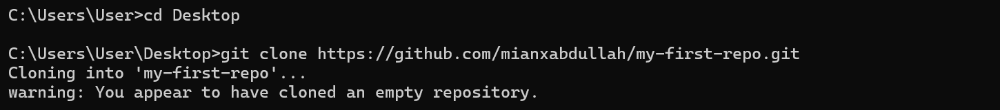 C:\Users\User>cd Desktop
C:\Users\User\Desktop>git clone https://github.com/mianxabdullah/my-first-repo.git
Cloning into 'my-first-repo'...
warning: You appear to have cloned an empty repository.